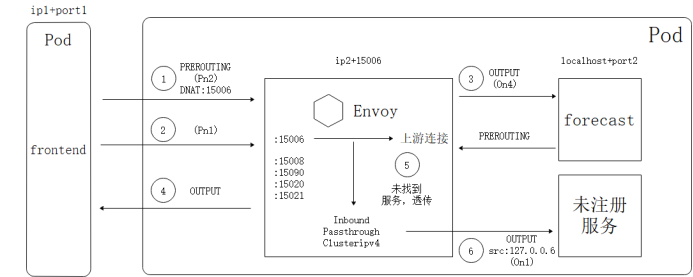 ip1+port1
Pod
frontend
Pod
ip2+15006
localhost+port2
1
PREROUTING
(Pn2)
DNAT:15006
2
(Pn1)
4
OUTPUT
Envoy
:15006
上游连接
:15008
:15090
:15020
:15021
5
未找到
服务，透传
Inbound
Passthrough
Clusteripv4
3
OUTPUT
(On4)
PREROUTING
forecast
未注册
服务
6
OUTPUT
src:127.0.0.6
(On1)